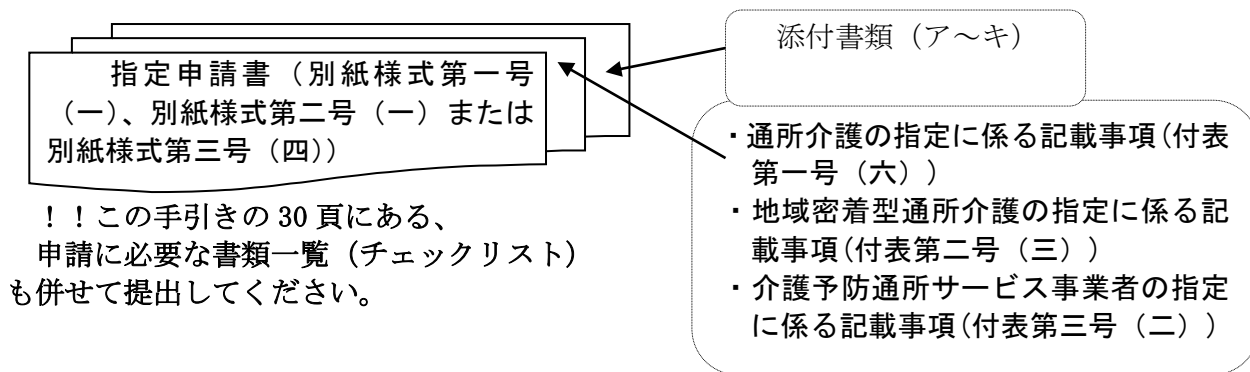 指定申請書（別紙様式第一号
（一）、別紙様式第二号（一）または
別紙様式第三号（四））
！！この手引きの 30 頁にある、
申請に必要な書類一覧（チェックリスト）
も併せて提出してください。
添付書類（ア～キ）
・通所介護の指定に係る記載事項(付表
第一号（六））
・地域密着型通所介護の指定に係る記
載事項(付表第二号（三））
・介護予防通所サービス事業者の指定
に係る記載事項(付表第三号（二））